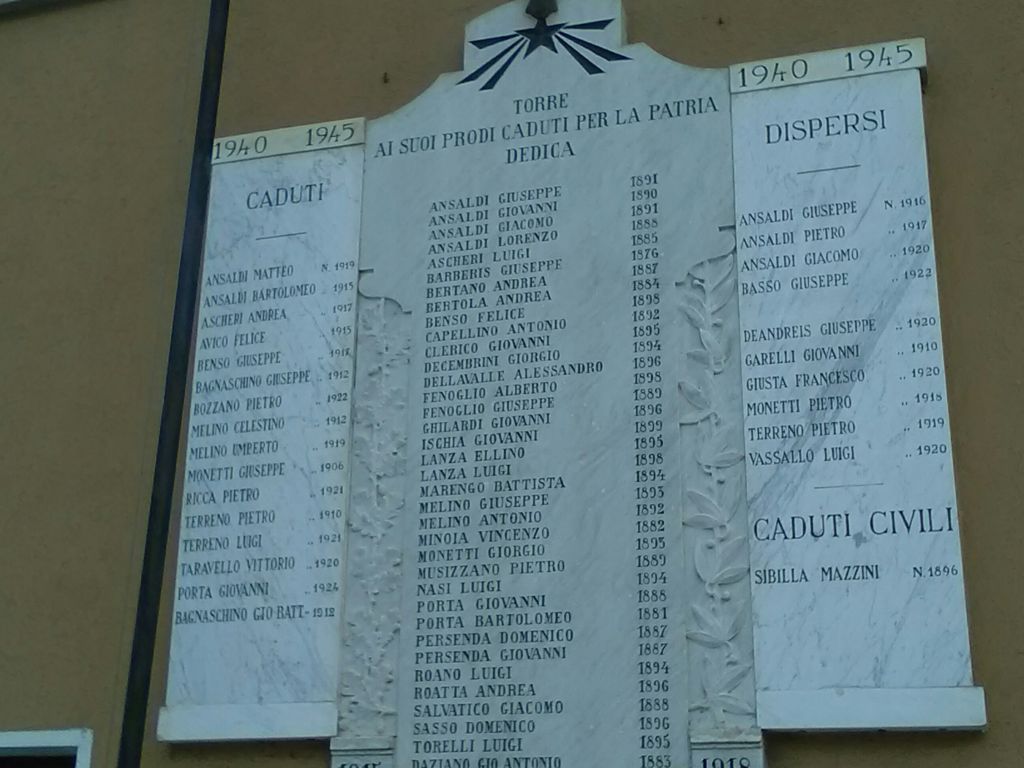 1940 1945
CADUTI
ANSALDI MATTEO N. 1919
ANSALDI BARTOLOMEO .. 1915
ASCHERI ANDREA .. 1917
AVICO FELICE 1915
BENSO GIUSEPPE .. 1917
BAGNASCHINO GIUSEPPE .. 1912
BOZZANO PIETRO .. 1922
MELINO CELESTINO .. 1912
MELINO UMBERTO .. 1919
MONETTI GIUSEPPE .. 1906
RICCA PIETRO .. 1921
TERRENO PIETRO .. 1910
TERRENO LUIGI .. 1921
TARAVELLO VITTORIO .. 1920
PORTA GIOVANNI .. 1924
BAGNASCHINO GIO BATT- 1912
TORRE
AI SUOI PRODI CADUTI PER LA PATRIA
DEDICA
ANSALDI GIUSEPPE 1891
ANSALDI GIOVANNI 1890
ANSALDI GIACOMO 1891
ANSALDI LORENZO 1888
ASCHERI LUIGI 1885
BARBERIS GIUSEPPE 1876
BERTANO ANDREA 1887
BERTOLA ANDREA 1884
BENSO FELICE 1898
CAPELLINO ANTONIO 1892
CLERICO GIOVANNI 1895
DECEMBRINI GIORGIO 1894
DELLAVALLE ALESSANDRO 1896
FENOGLIO ALBERTO 1898
FENOGLIO GIUSEPPE 1889
GHILARDI GIOVANNI 1896
ISCHIA GIOVANNI 1899
LANZA ELLINO 1895
LANZA LUIGI 1898
MARENGO BATTISTA 1894
MELINO GIUSEPPE 1893
MELINO ANTONIO 1892
MINOIA VINCENZO 1882
MONETTI GIORGIO 1893
MUSIZZANO PIETRO 1889
NASI LUIGI 1894
PORTA GIOVANNI 1888
PORTA BARTOLOMEO 1881
PERSENDA DOMENICO 1887
PERSENDA GIOVANNI 1887
ROANO LUIGI 1894
ROATTA ANDREA 1896
SALVATICO GIACOMO 1888
SASSO DOMENICO 1896
TORELLI LUIGI 1895
DAZIANO GIO ANTONIO 1883
1915 1918
1940 1945
DISPERSI
ANSALDI GIUSEPPE N. 1916
ANSALDI PIETRO .. 1917
ANSALDI GIACOMO .. 1920
BASSO GIUSEPPE .. 1922
DEANDREIS GIUSEPPE .. 1920
GARELLI GIOVANNI .. 1910
GIUSTA FRANCESCO .. 1920
MONETTI PIETRO .. 1918
TERRENO PIETRO .. 1919
VASSALLO LUIGI .. 1920
CADUTI CIVILI
SIBILLA MAZZINI N. 1896